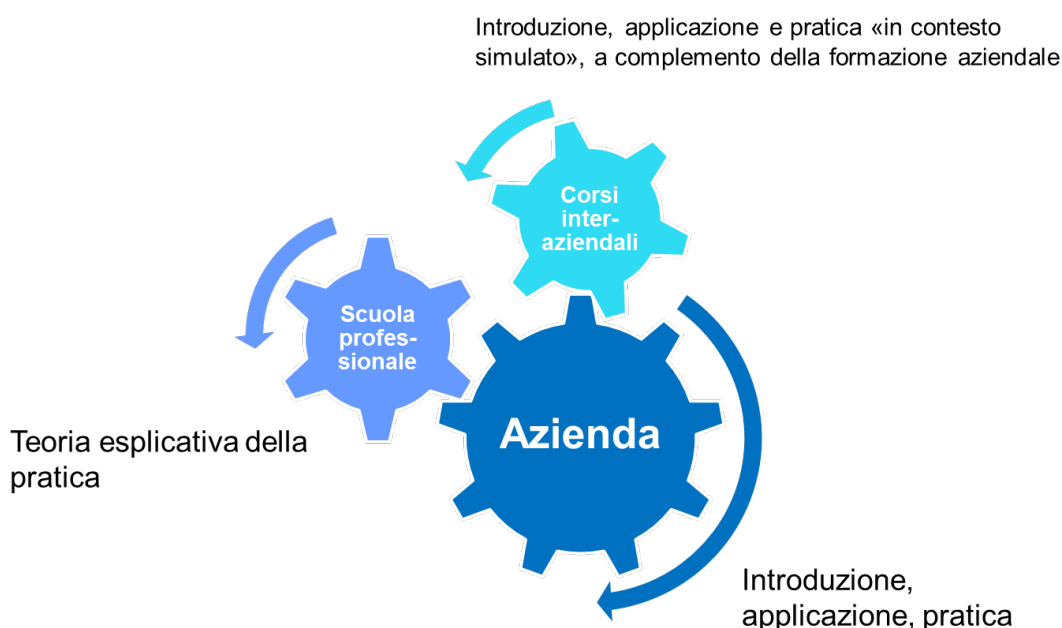 Introduzione, applicazione e pratica «in contesto
simulato», a complemento della formazione aziendale
Corsi
inter-
aziendali
Scuola
profes-
sionale
Azienda
Teoria esplicativa della
pratica
Introduzione,
applicazione, pratica